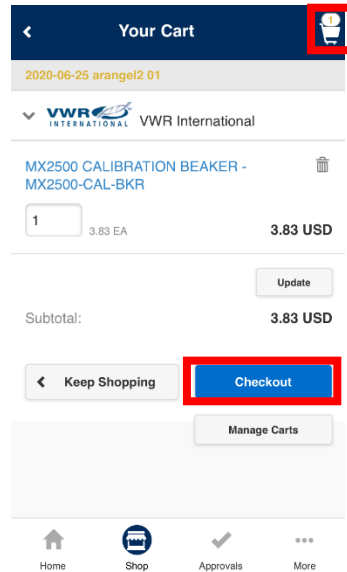 Your Cart
1
2020-06-25 arangel2 01
VWR
INTERNATIONAL
VWR International
MX2500 CALIBRATION BEAKER -
MX2500-CAL-BKR
1
3.83 EA
3.83 USD
Update
Subtotal:
3.83 USD
Keep Shopping
Checkout
Manage Carts
Home
Shop
Approvals
More